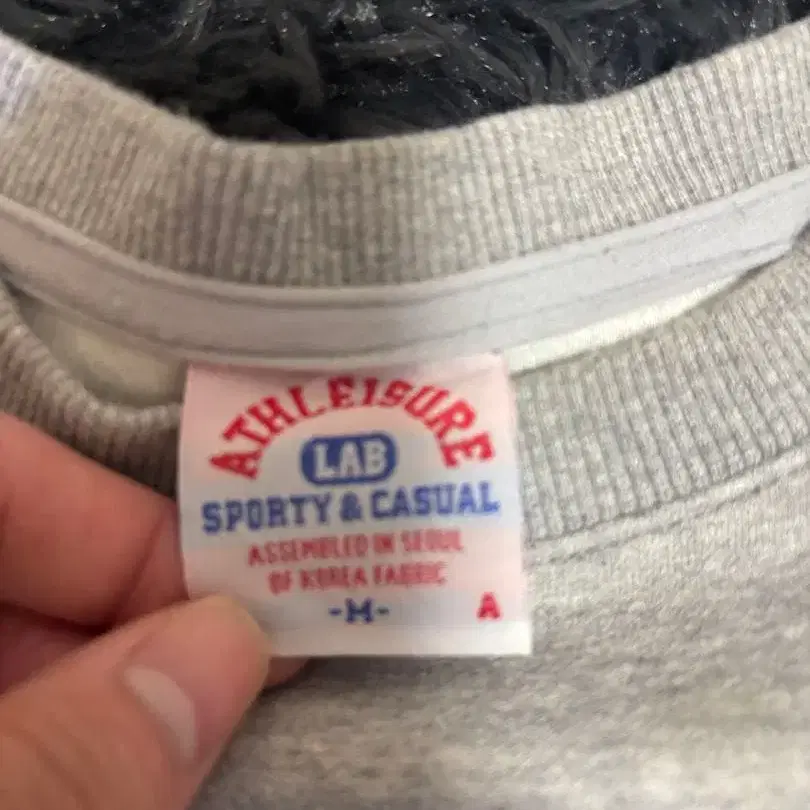 ATHLEISURE
LAB
SPORTY & CASUAL
ASSEMBLED IN SEOUL
OF KOREA FABRIC
-M-
A